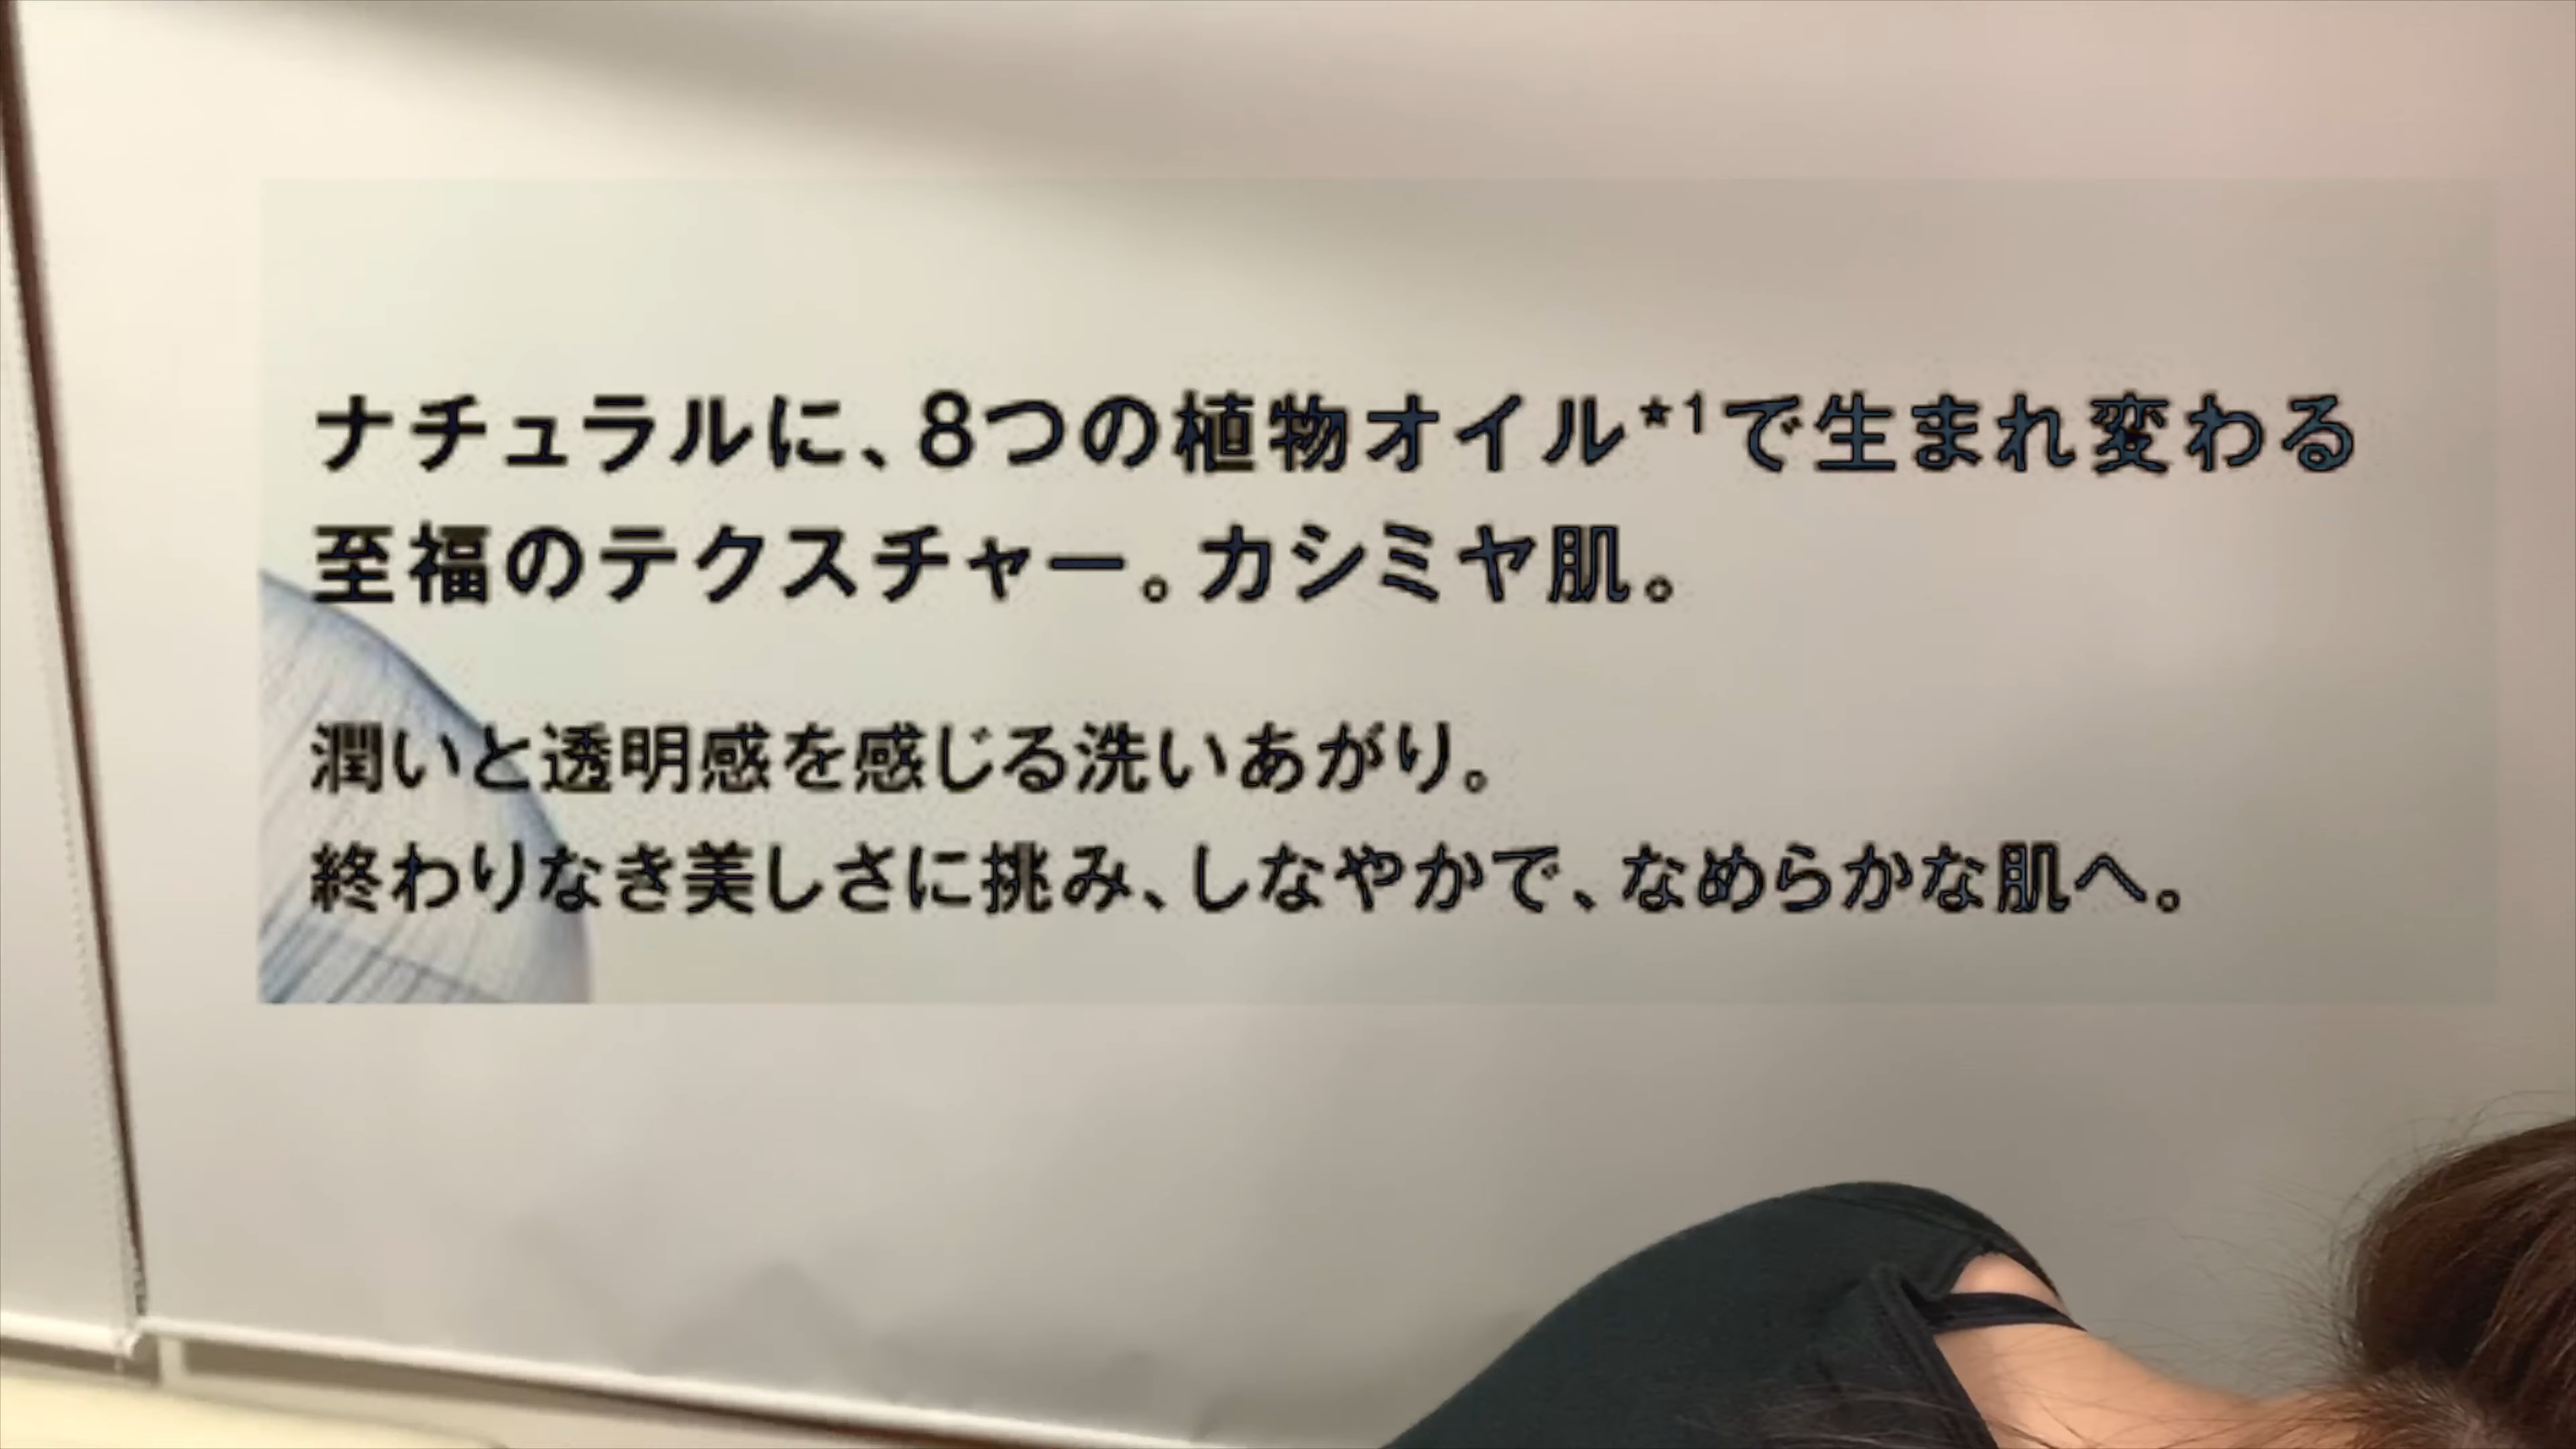 ナチュラルに、8つの植物オイル*1で生まれ変わる
至福のテクスチャー。カシミヤ肌。
潤いと透明感を感じる洗いあがり。
終わりなき美しさに挑み、しなやかで、なめらかな肌へ。